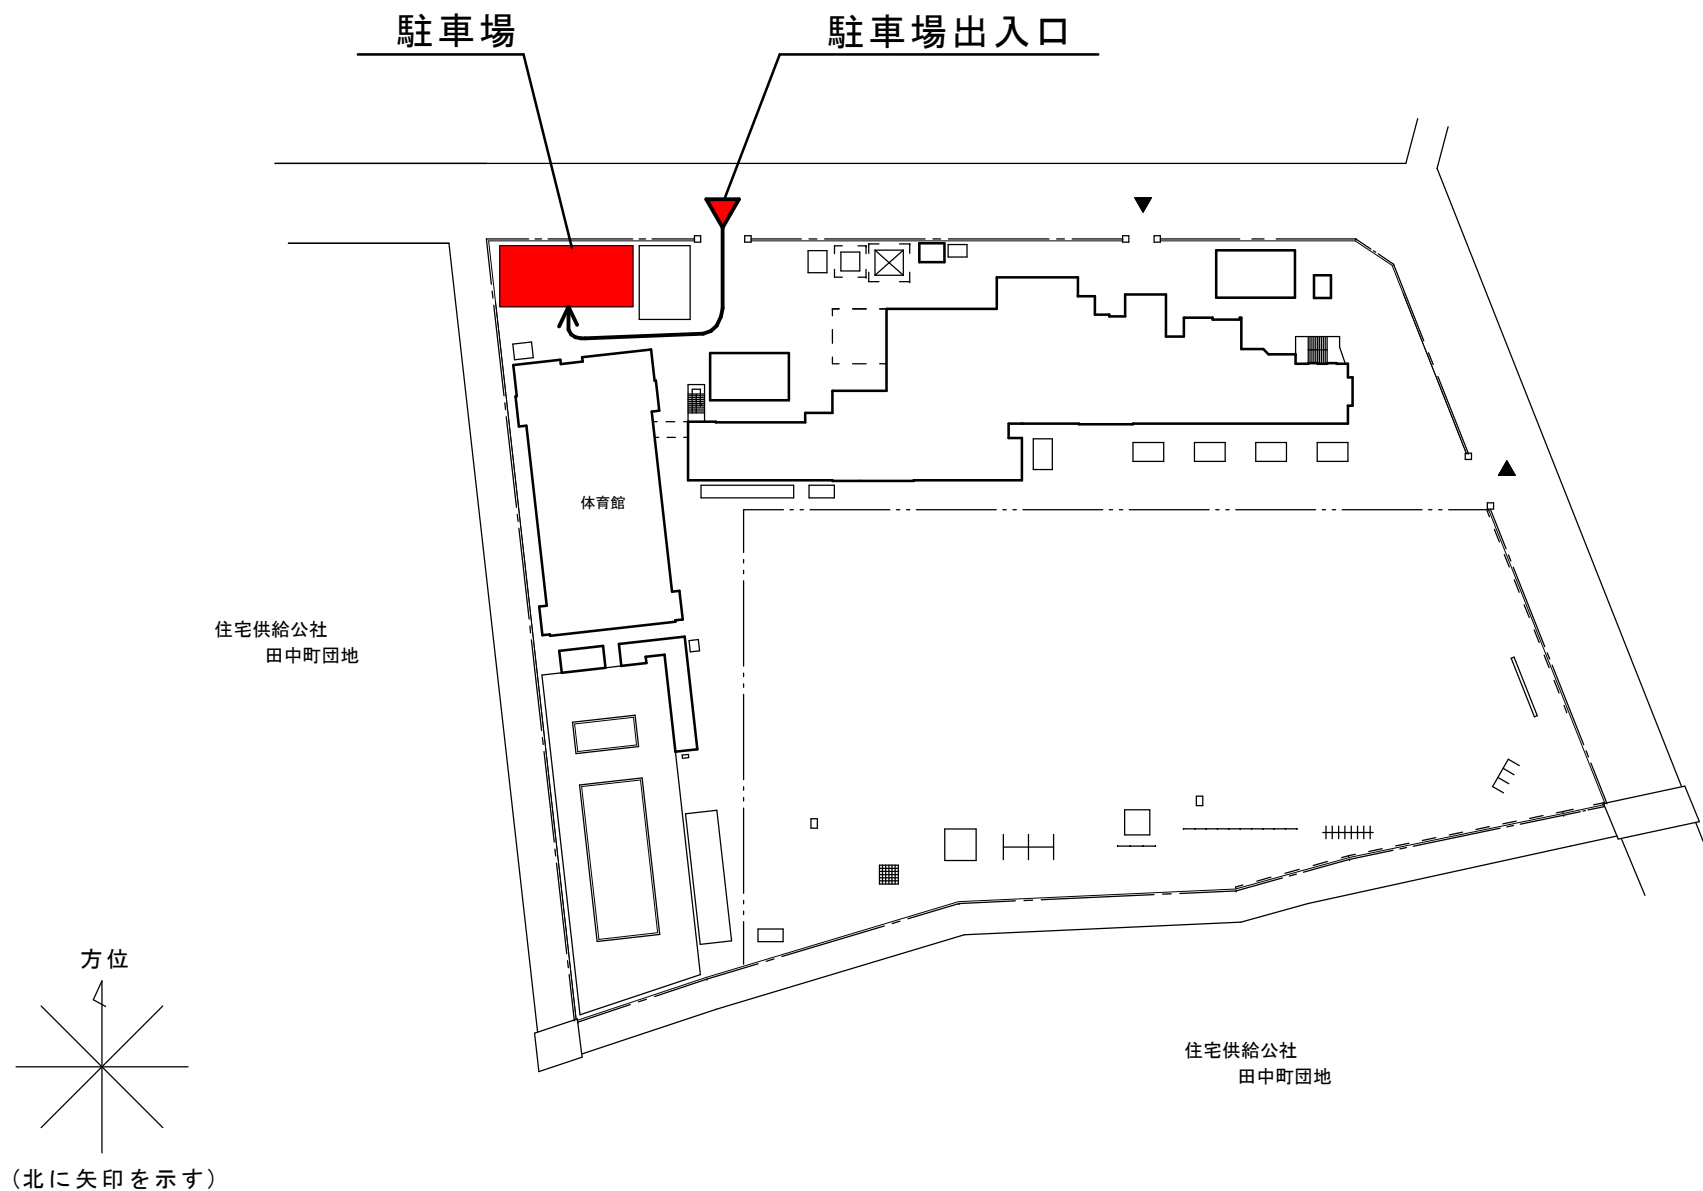 駐車場
駐車場出入口
体育館
住宅供給公社
田中町団地
方位
(北に矢印を示す)
住宅供給公社
田中町団地